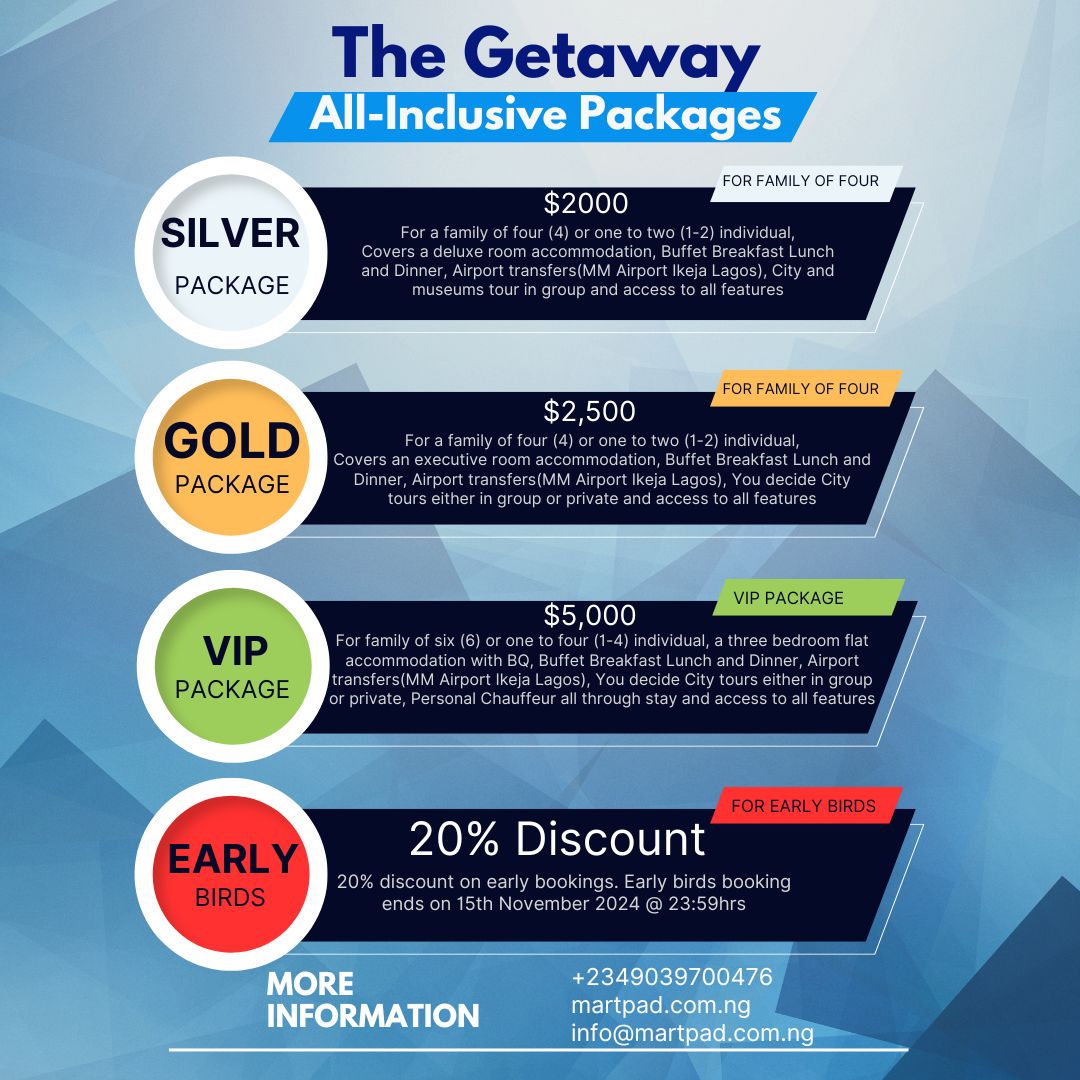 The Getaway
All-Inclusive Packages
FOR FAMILY OF FOUR
SILVER
PACKAGE
$2000
For a family of four (4) or one to two (1-2) individual,
Covers a deluxe room accommodation, Buffet Breakfast Lunch
and Dinner, Airport transfers(MM Airport Ikeja Lagos), City and
museums tour in group and access to all features
FOR FAMILY OF FOUR
GOLD
PACKAGE
$2,500
For a family of four (4) or one to two (1-2) individual,
Covers an executive room accommodation, Buffet Breakfast Lunch and
Dinner, Airport transfers(MM Airport Ikeja Lagos), You decide City
tours either in group or private and access to all features
VIP PACKAGE
VIP
PACKAGE
$5,000
For family of six (6) or one to four (1-4) individual, a three bedroom flat
accommodation with BQ, Buffet Breakfast Lunch and Dinner, Airport
transfers(MM Airport Ikeja Lagos), You decide City tours either in group
or private, Personal Chauffeur all through stay and access to all features
FOR EARLY BIRDS
EARLY
BIRDS
20% Discount
20% discount on early bookings. Early birds booking
ends on 15th November 2024 @ 23:59hrs
MORE
INFORMATION
+2349039700476
martpad.com.ng
info@martpad.com.ng